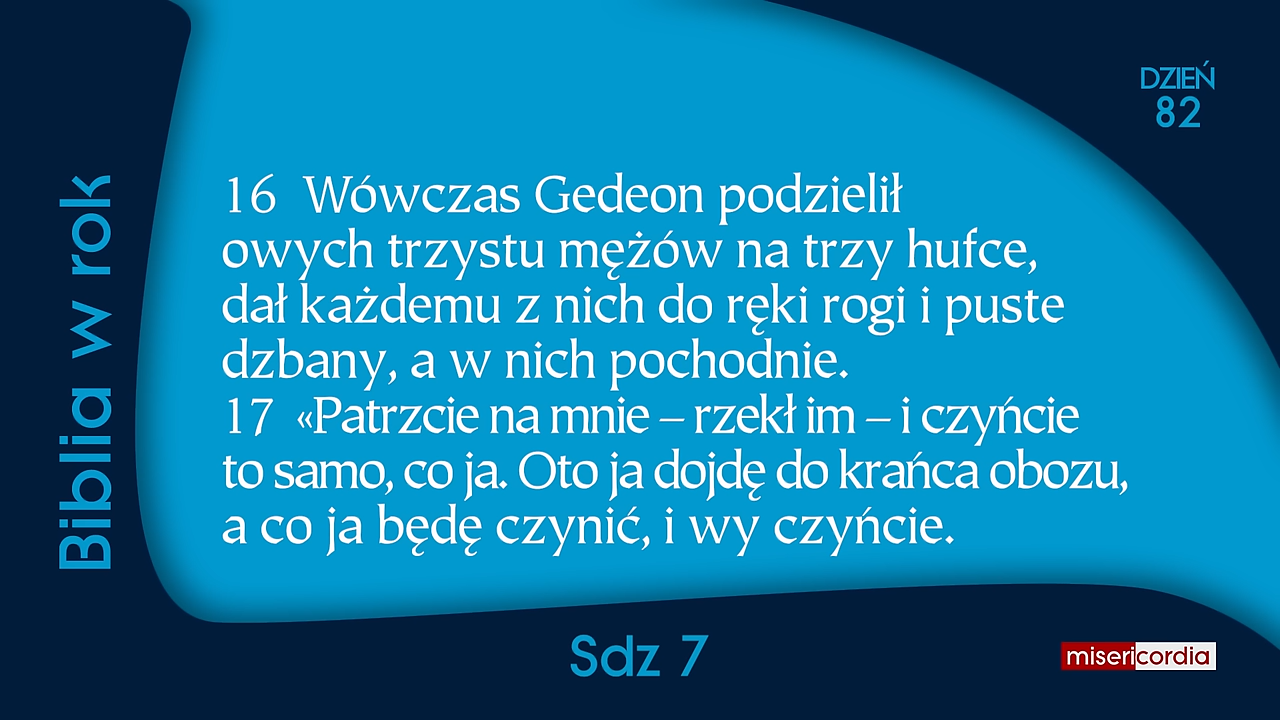 DZIEŃ
82
Biblia w rok
16 Wówczas Gedeon podzielił
owych trzystu mężów na trzy hufce,
dał każdemu z nich do ręki rogi i puste
dzbany, a w nich pochodnie.
17 «Patrzcie na mnie – rzekł im – i czyńcie
to samo, co ja. Oto ja dojdę do krańca obozu,
a co ja będę czynić, i wy czyńcie.
Sdz 7
misericordia